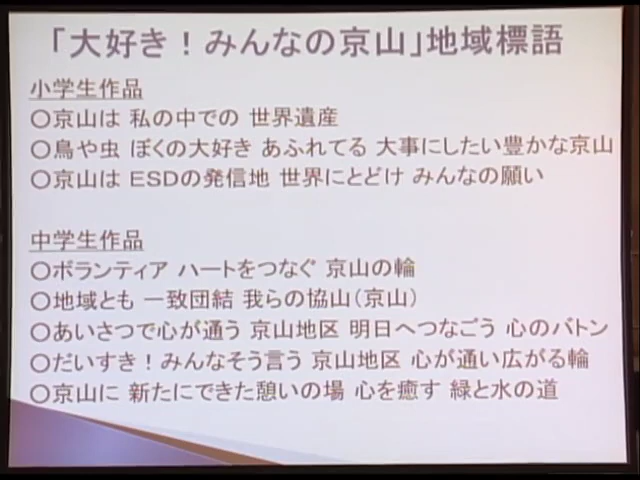 「大好き！みんなの京山」地域標語
小学生作品
○京山は 私の中での 世界遺産
○鳥や虫 ぼくの大好き あふれてる 大事にしたい豊かな京山
○京山は ESDの発信地 世界にとどけ みんなの願い
中学生作品
○ボランティア ハートをつなぐ 京山の輪
○地域とも 一致団結 我らの協山（京山）
○あいさつで心が通う 京山地区 明日へつなごう 心のバトン
○だいすき！みんなそう言う 京山地区 心が通い広がる輪
○京山に 新たにできた憩いの場 心を癒す 緑と水の道